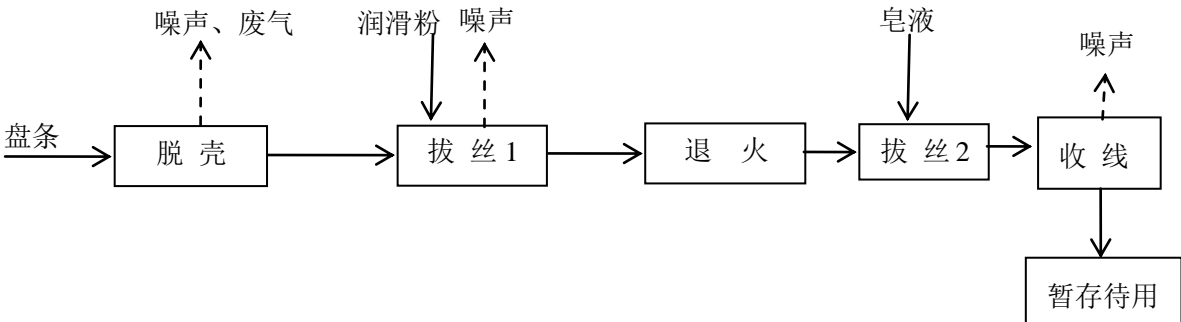 噪声、废气
润滑粉
噪声
皂液
噪声
盘条
脱 壳
拔 丝 1
退 火
拔 丝 2
收 线
暂存待用